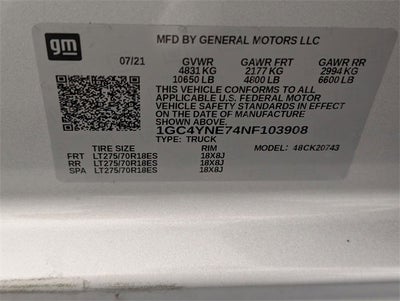 gm
MFD BY GENERAL MOTORS LLC
07/21 GVWR GAWR FRT GAWR RR
4831 KG 2177 KG 2994 KG
10650 LB 4800 LB 6600 LB
THIS VEHICLE CONFORMS TO ALL
APPLICABLE U.S. FEDERAL MOTOR
VEHICLE SAFETY STANDARDS IN EFFECT
ON THE DATE OF MANUFACTURE
SHOWN ABOVE.
1GC4YNE74NF103908
TYPE: TRUCK
TIRE SIZE RIM MODEL: 48CK20743
FRT LT275/70R18ES 18X8J
RR LT275/70R18ES 18X8J
SPA LT275/70R18ES 18X8J